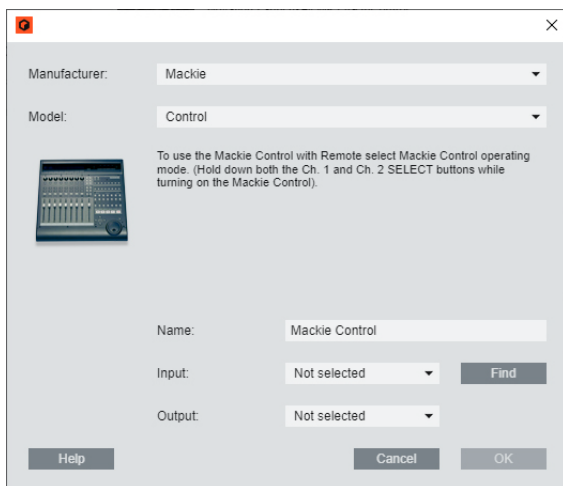 Manufacturer: Mackie
Model: Control
To use the Mackie Control with Remote select Mackie Control operating
mode. (Hold down both the Ch. 1 and Ch. 2 SELECT buttons while
turning on the Mackie Control).
Name: Mackie Control
Input: Not selected Find
Output: Not selected
Help Cancel OK